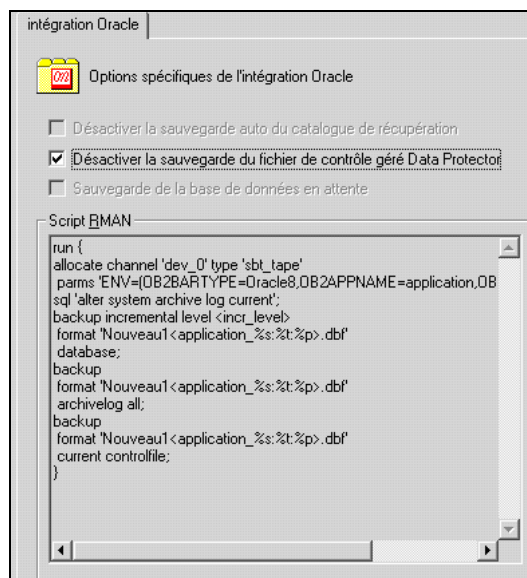 intégration Oracle
Options spécifiques de l'intégration Oracle
Désactiver la sauvegarde auto du catalogue de récupération
Désactiver la sauvegarde du fichier de contrôle géré Data Protector
Sauvegarde de la base de données en attente
Script RMAN
run {
allocate channel 'dev_0' type 'sbt_tape'
parms 'ENV=(OB2BARTYPE=Oracle8,OB2APPNAME=application,OB
sql 'alter system archive log current';
backup incremental level <incr_level>
format 'Nouveau1<application_%s:%t:%p>.dbf'
database;
backup
format 'Nouveau1<application_%s:%t:%p>.dbf'
archivelog all;
backup
format 'Nouveau1<application_%s:%t:%p>.dbf'
current controlfile;
}